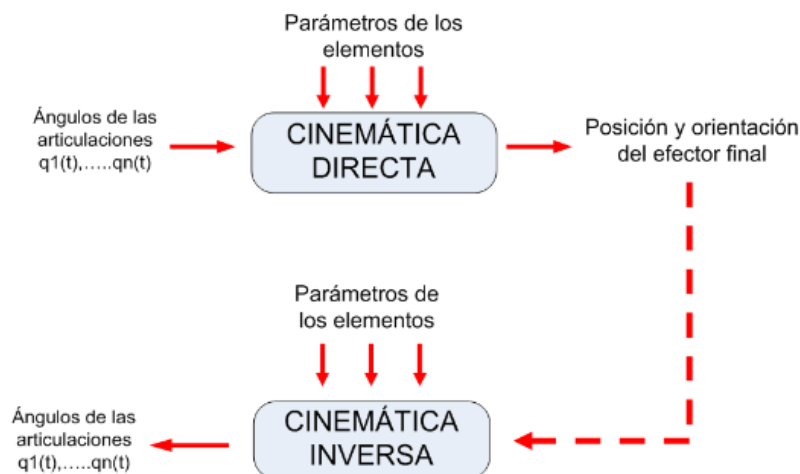 Parámetros de los
elementos
Ángulos de las
articulaciones
q1(t),.....qn(t)
CINEMÁTICA
DIRECTA
Posición y orientación
del efector final
Parámetros de
los elementos
Ángulos de las
articulaciones
q1(t),.....qn(t)
CINEMÁTICA
INVERSA